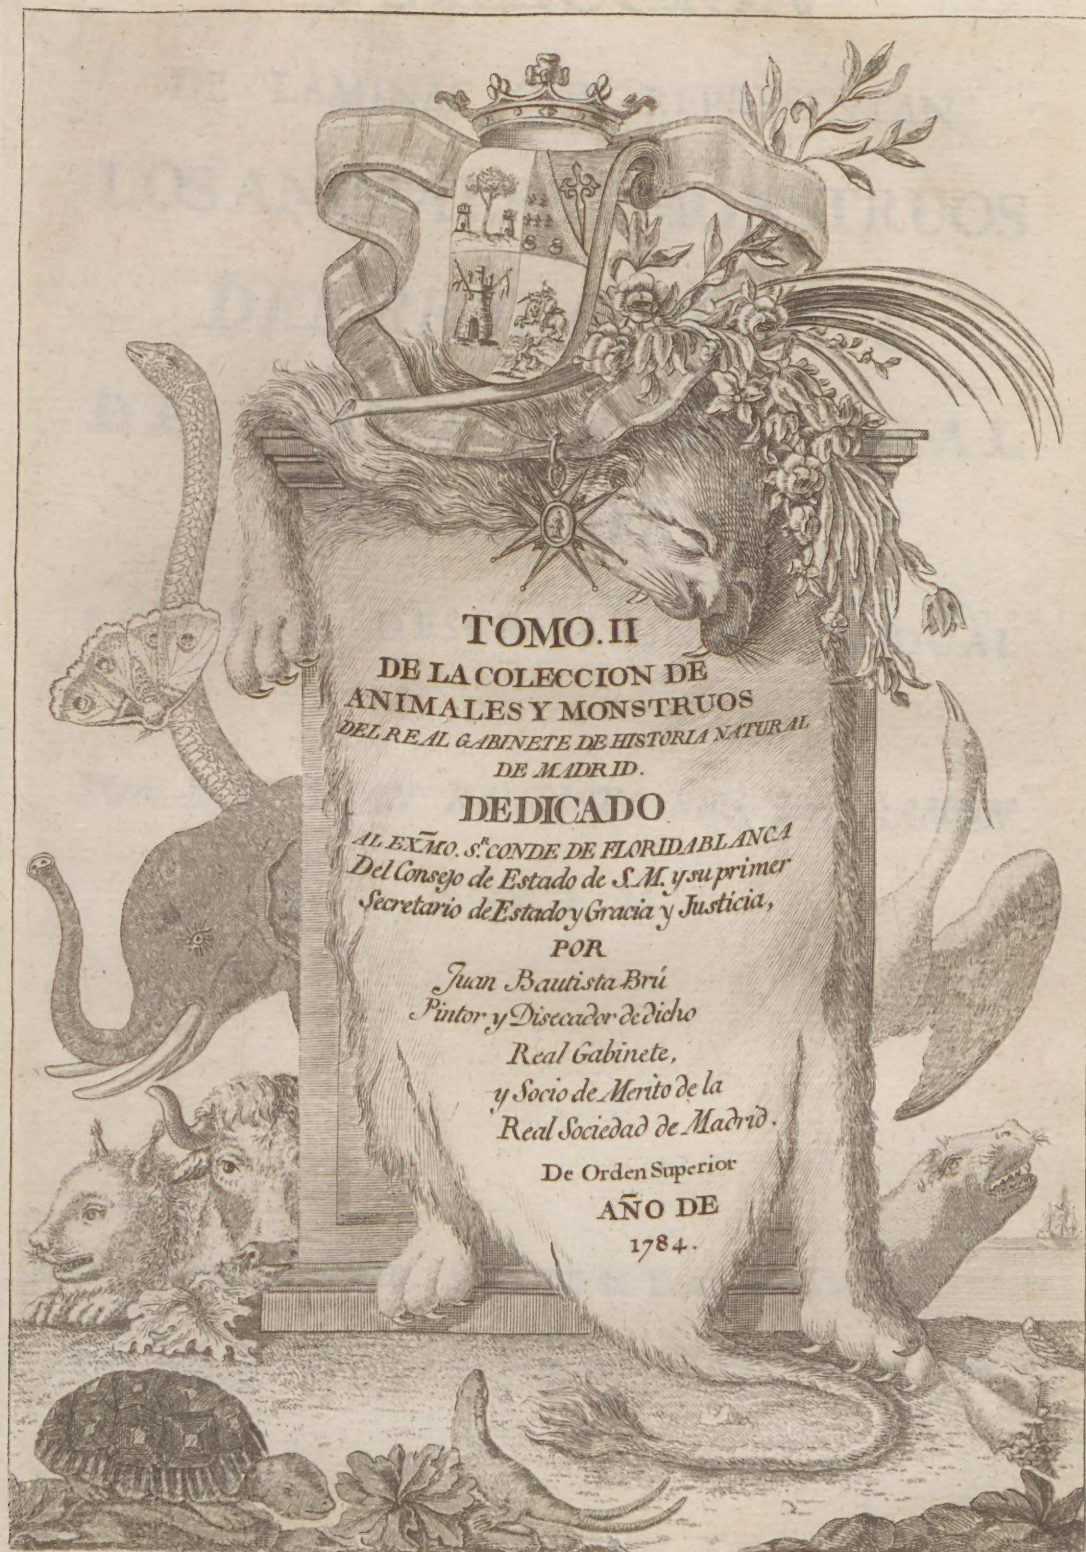 TOMO. II
DE LA COLECCION DE
ANIMALES Y MONSTRUOS
DEL REAL GABINETE DE HISTORIA NATURAL
DE MADRID.
DEDICADO
AL EX̃MO. S.ᴿ CONDE DE FLORIDABLANCA
Del Consejo de Estado de S.M. y su primer
Secretario de Estado y Gracia y Justicia,
POR
Juan Bautista Brú
Pintor y Disecador de dicho
Real Gabinete,
y Socio de Merito de la
Real Sociedad de Madrid.
De Orden Superior
AÑO DE
1784.